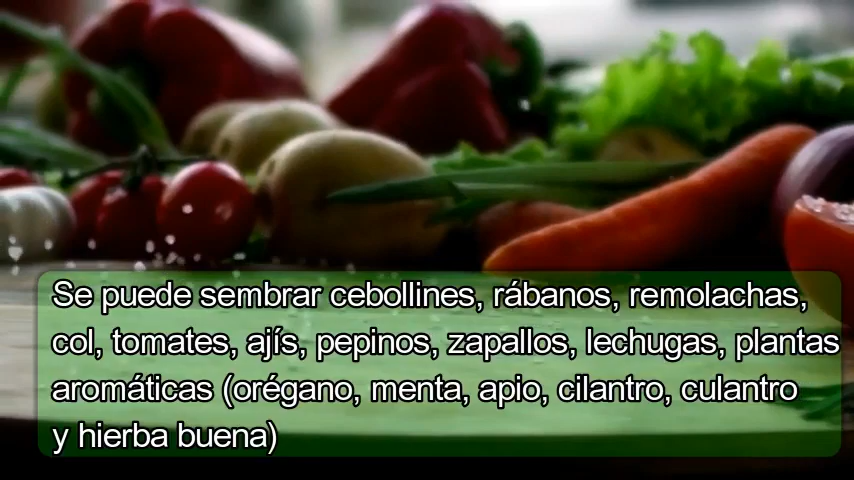 Se puede sembrar cebollines, rábanos, remolachas,
col, tomates, ajís, pepinos, zapallos, lechugas, plantas
aromáticas (orégano, menta, apio, cilantro, culantro
y hierba buena)